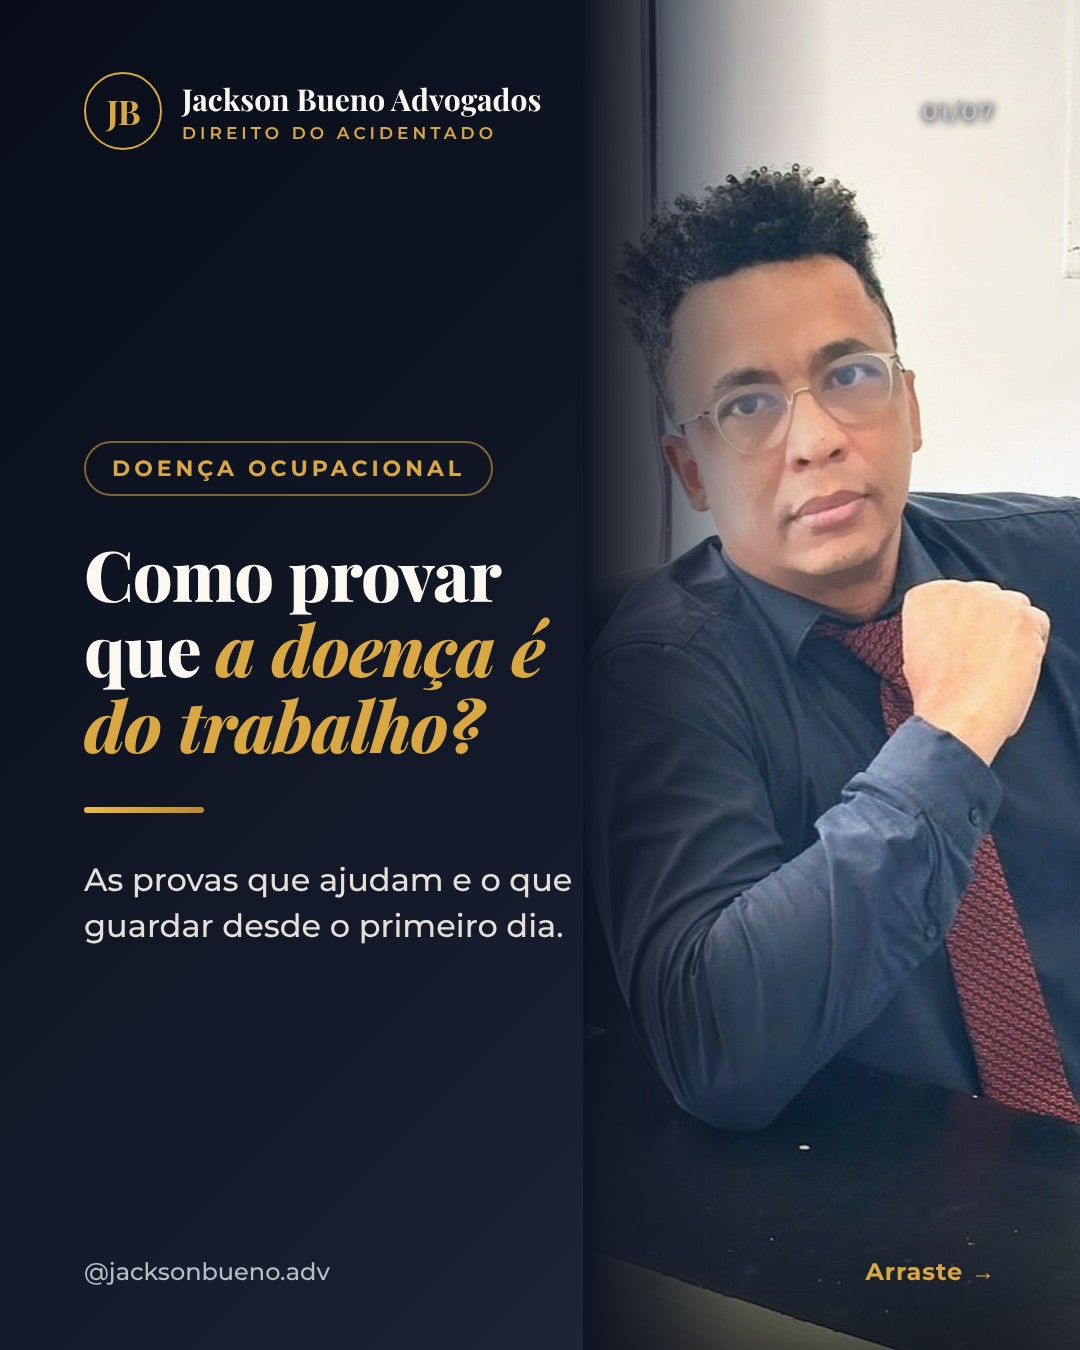 JB
Jackson Bueno Advogados
DIREITO DO ACIDENTADO
01/07
DOENÇA OCUPACIONAL
Como provar
que a doença é
do trabalho?
As provas que ajudam e o que
guardar desde o primeiro dia.
@jacksonbueno.adv
Arraste →